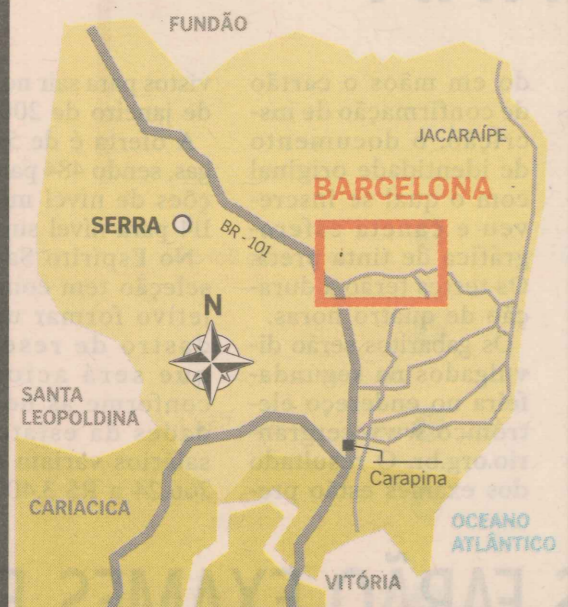 FUNDÃO
JACARAÍPE
BARCELONA
SERRA
BR - 101
N
SANTA
LEOPOLDINA
Carapina
CARIACICA
OCEANO
ATLÂNTICO
VITÓRIA